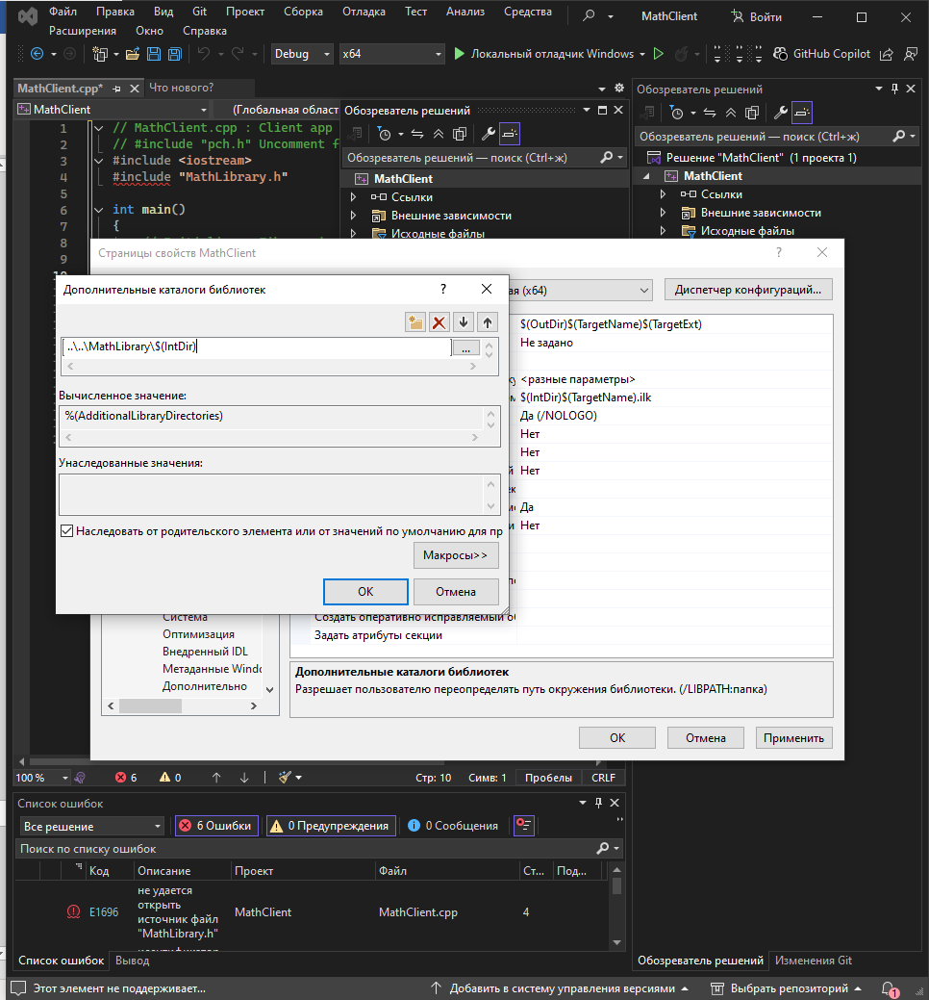 Файл Правка Вид Git Проект Сборка Отладка Тест Анализ Средства
MathClient
Войти
Расширения Окно Справка
Debug x64 Локальный отладчик Windows GitHub Copilot
MathClient.cpp* Что нового?
MathClient (Глобальная област
1 // MathClient.cpp : Client app
2 // #include "pch.h" Uncomment f
3 #include <iostream>
4 #include "MathLibrary.h"
5
6 int main()
7 {
8
9
Обозреватель решений
Обозреватель решений — поиск (Ctrl+ж)
MathClient
Ссылки
Внешние зависимости
Исходные файлы
Обозреватель решений
Обозреватель решений — поиск (Ctrl+ж)
Решение "MathClient" (1 проекта 1)
MathClient
Ссылки
Внешние зависимости
Исходные файлы
Страницы свойств MathClient ?
ая (x64) Диспетчер конфигураций...
$(OutDir)$(TargetName)$(TargetExt)
Не задано
<разные параметры>
$(IntDir)$(TargetName).ilk
Да (/NOLOGO)
Нет
Нет
Нет
Да
Нет
Дополнительные каталоги библиотек ?
..\..\MathLibrary\$(IntDir) ...
Вычисленное значение:
%(AdditionalLibraryDirectories)
Унаследованные значения:
Наследовать от родительского элемента или от значений по умолчанию для пр
Макросы>>
ОК Отмена
Система
Оптимизация
Внедренный IDL
Метаданные Windo
Дополнительно
Создать оперативно исправляемый об
Задать атрибуты секции
Дополнительные каталоги библиотек
Разрешает пользователю переопределять путь окружения библиотеки. (/LIBPATH:папка)
ОК Отмена Применить
100 % 6 0 Стр: 10 Симв: 1 Пробелы CRLF
Список ошибок
Все решение 6 Ошибки 0 Предупреждения 0 Сообщения
Поиск по списку ошибок
Код Описание Проект Файл Ст... Под...
E1696 не удается открыть источник файл "MathLibrary.h" MathClient MathClient.cpp 4
Список ошибок Вывод
Обозреватель решений Изменения Git
Этот элемент не поддерживает... Добавить в систему управления версиями Выбрать репозиторий 1